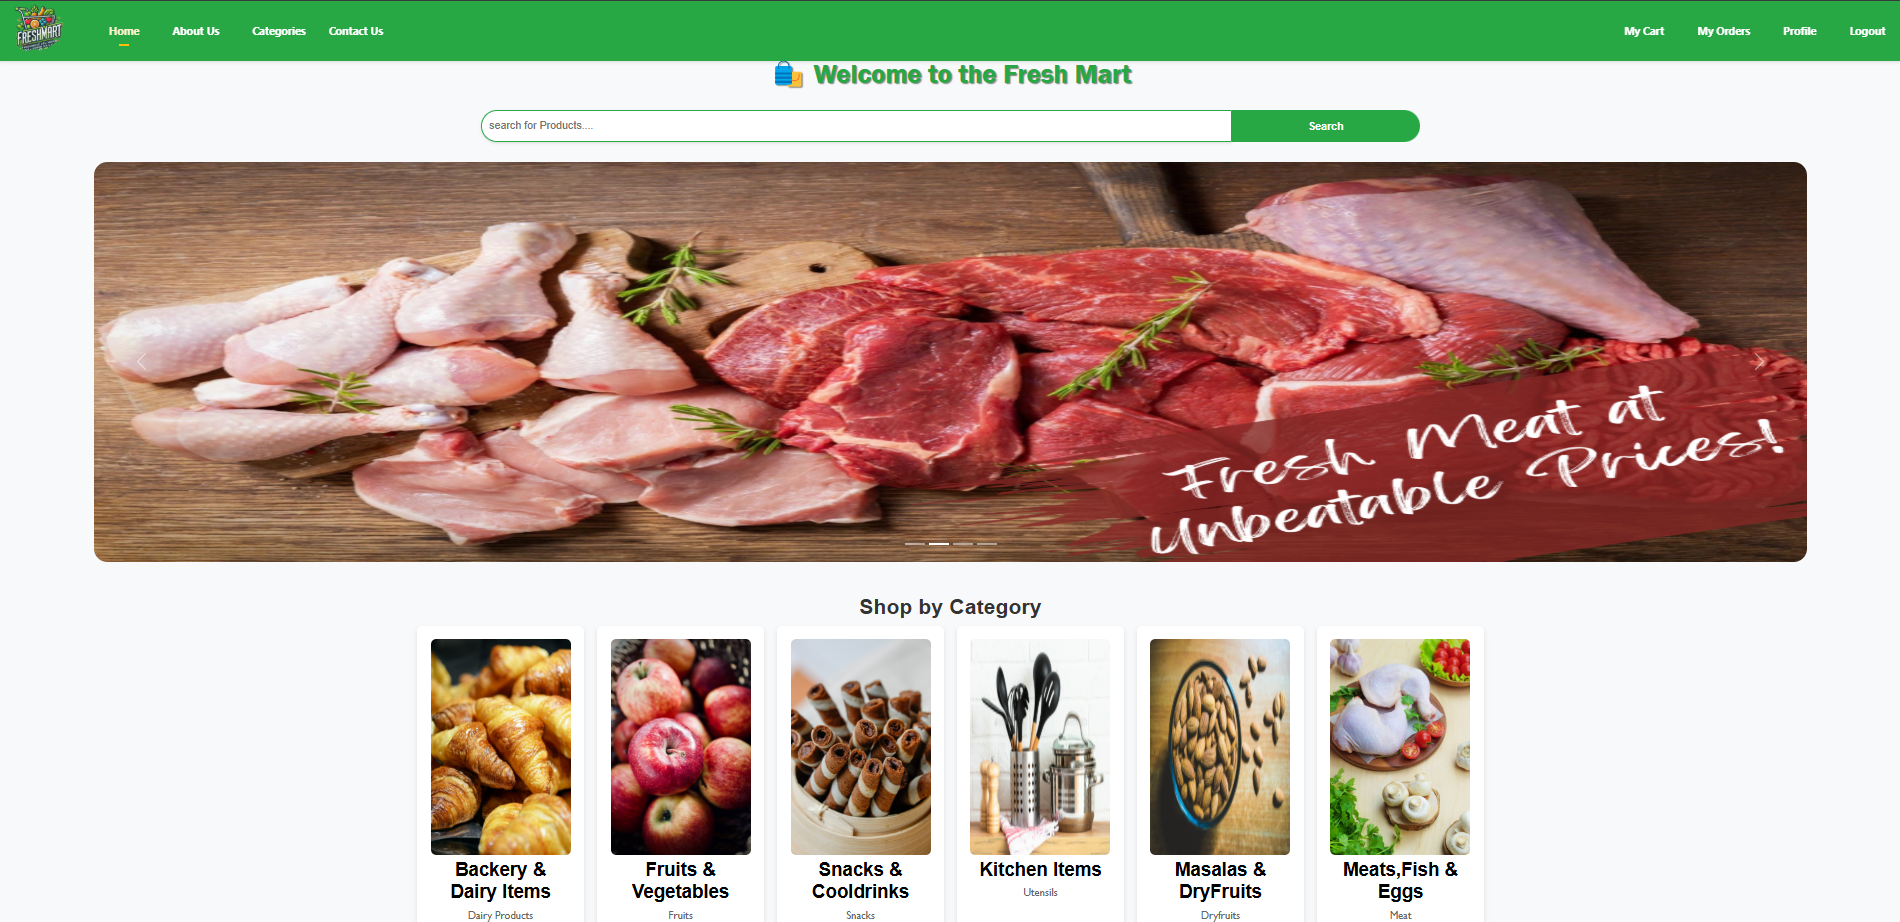 FRESHMART
Home About Us Categories Contact Us My Cart My Orders Profile Logout
Welcome to the Fresh Mart
search for Products.... Search
Fresh Meat at
Unbeatable Prices!
Shop by Category
Backery &
Dairy Items
Dairy Products
Fruits &
Vegetables
Fruits
Snacks &
Cooldrinks
Snacks
Kitchen Items
Utensils
Masalas &
DryFruits
Dryfruits
Meats,Fish &
Eggs
Meat